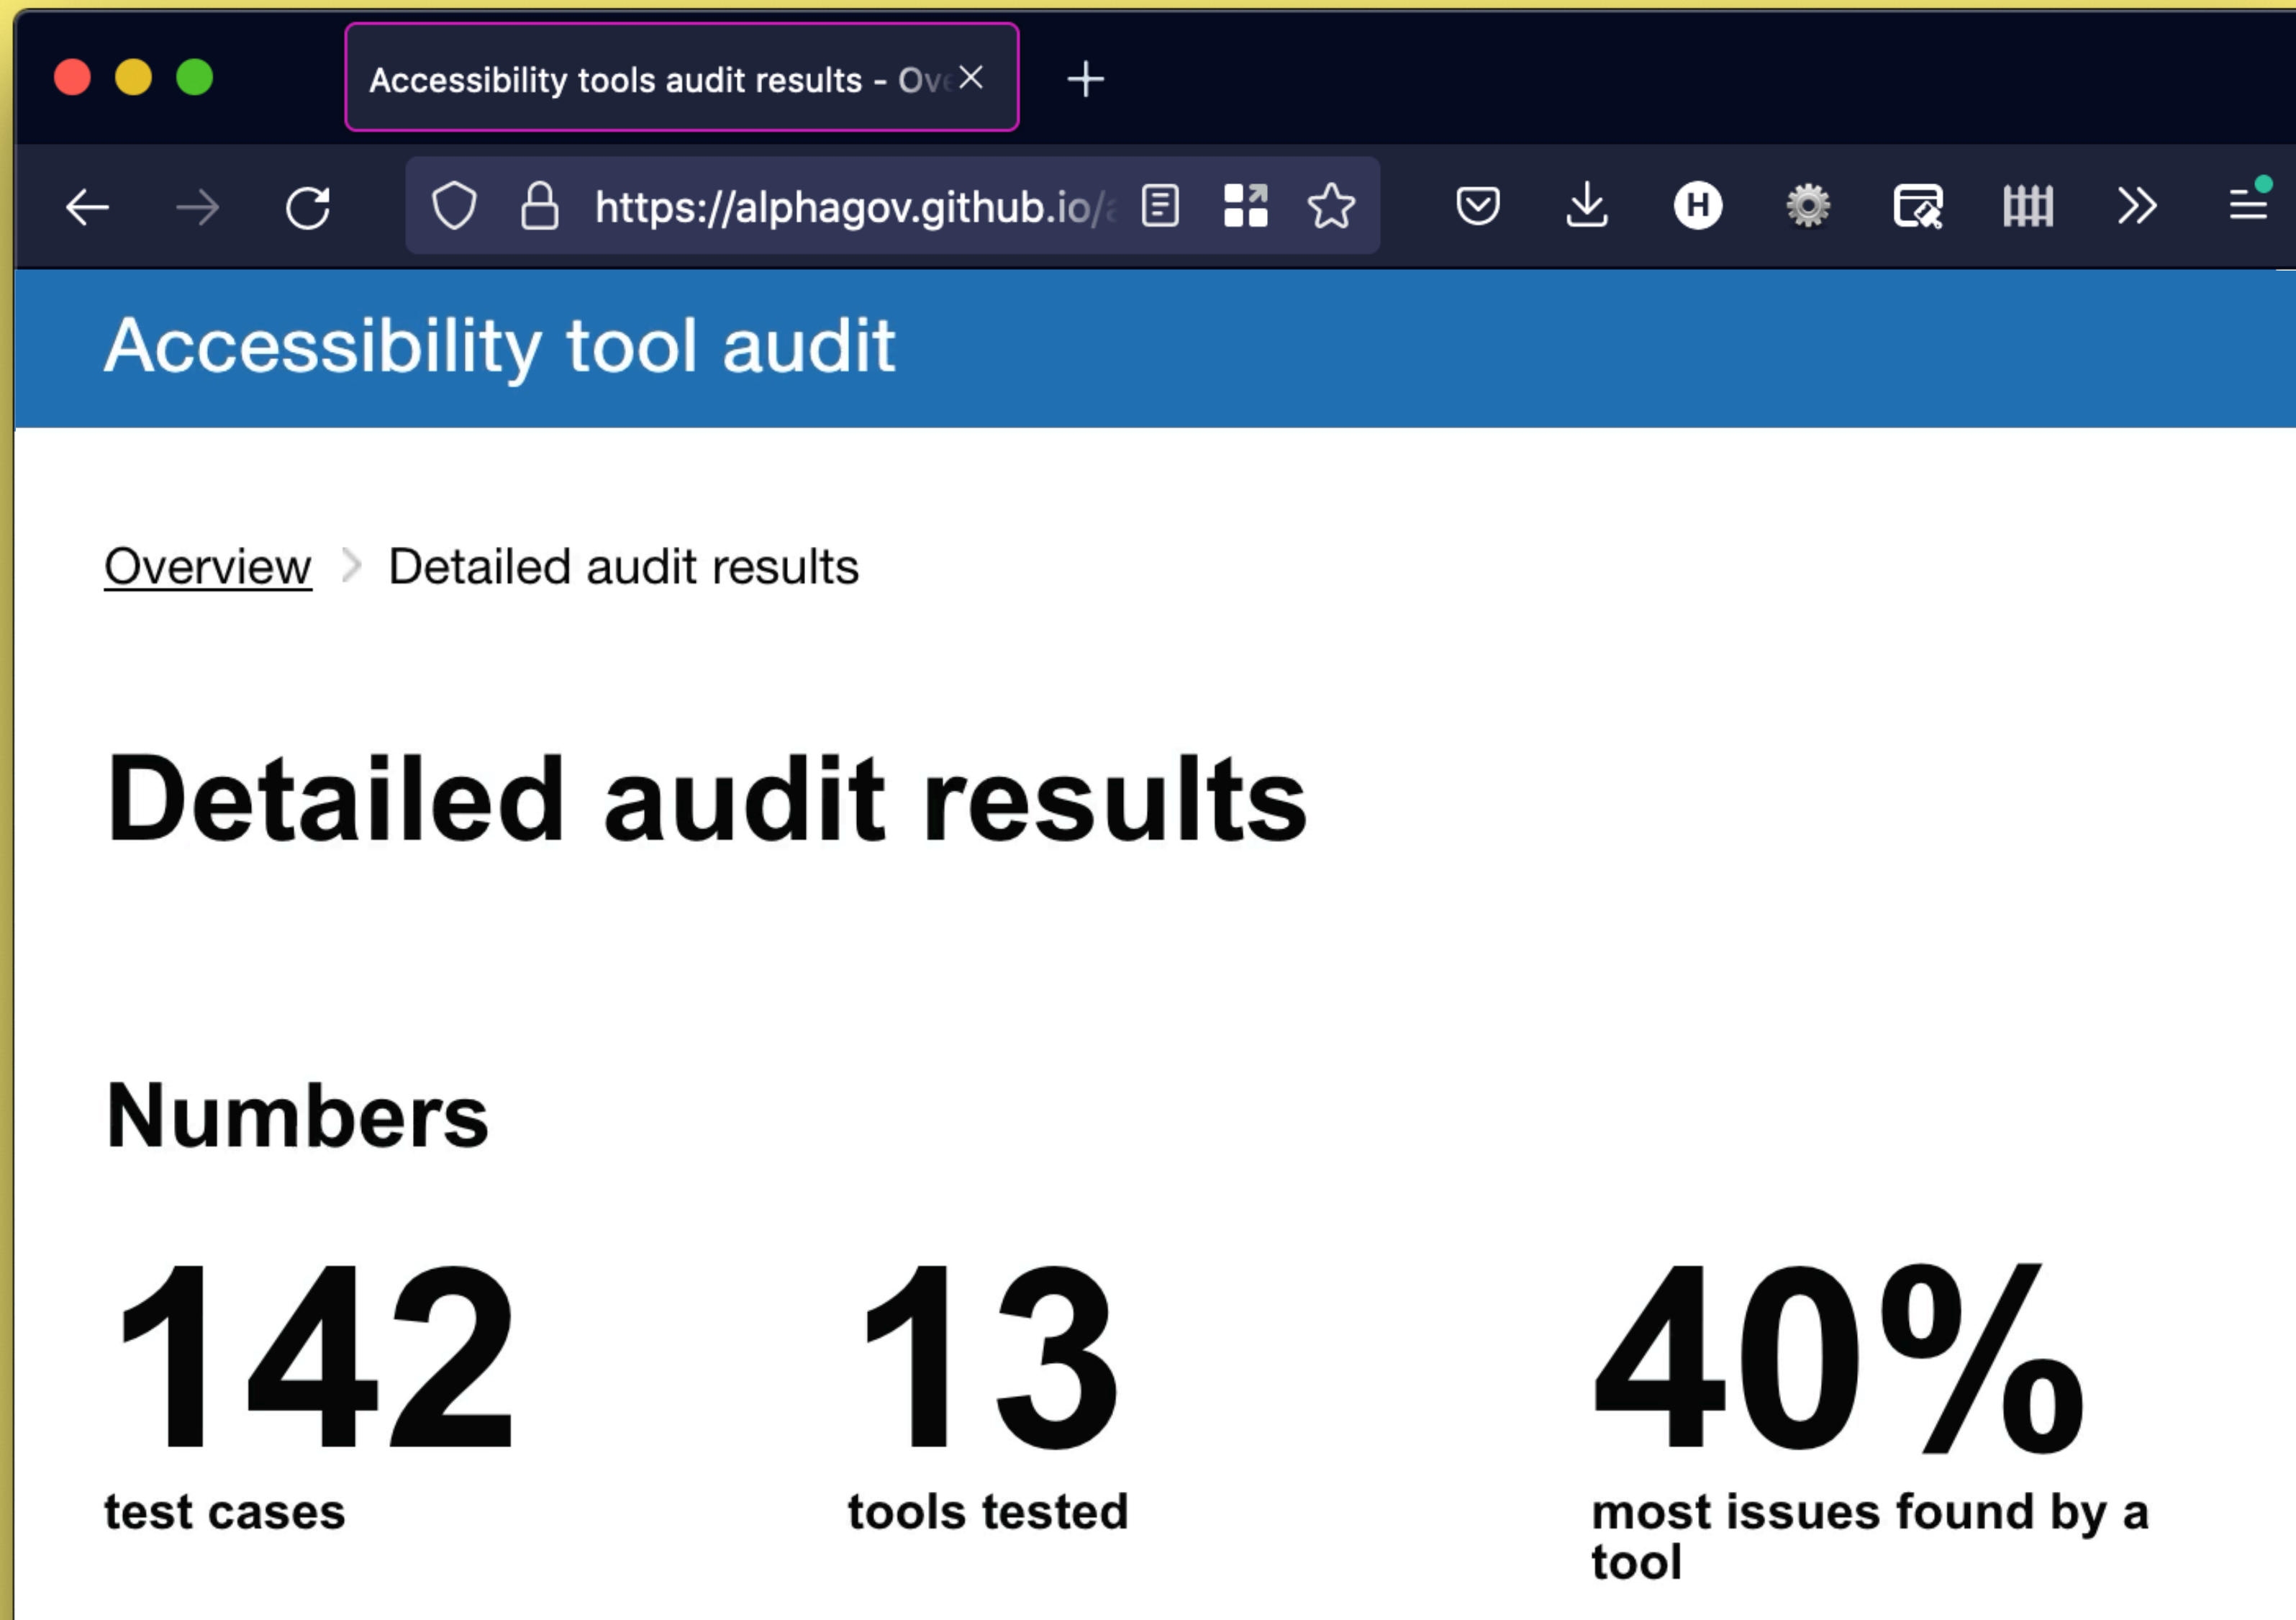 Accessibility tools audit results - Ove
https://alphagov.github.io/a
H
Accessibility tool audit
Overview Detailed audit results
Detailed audit results
Numbers
142 13 40%
test cases tools tested most issues found by a
tool